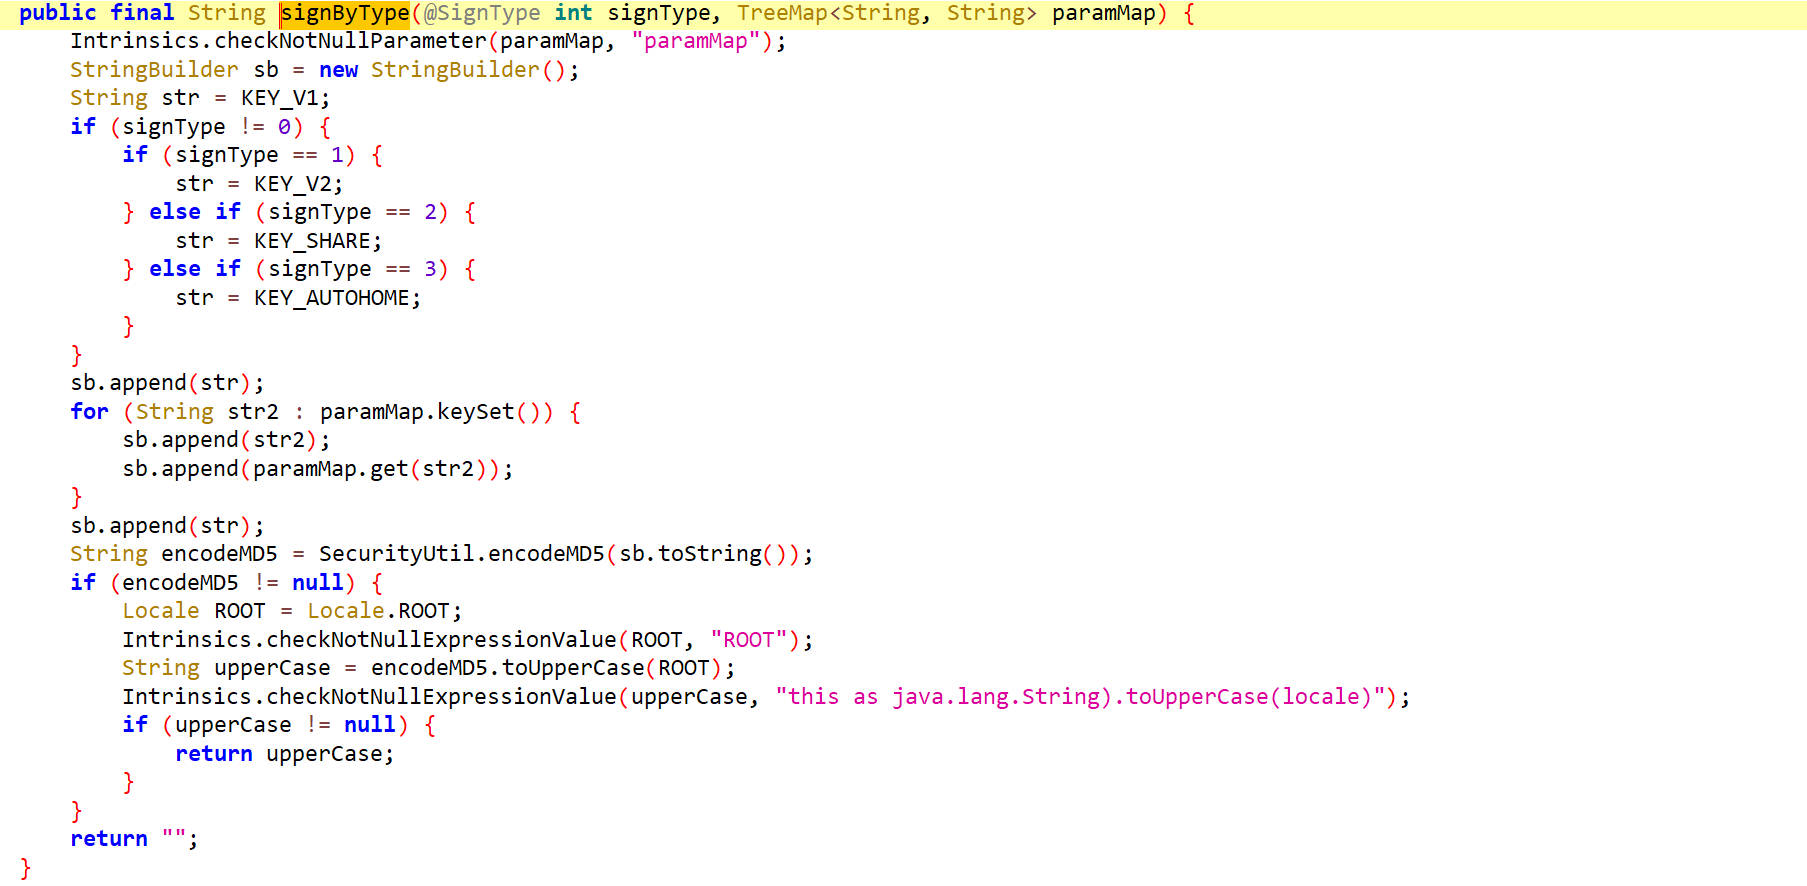 public final String signByType(@SignType int signType, TreeMap<String, String> paramMap) {
    Intrinsics.checkNotNullParameter(paramMap, "paramMap");
    StringBuilder sb = new StringBuilder();
    String str = KEY_V1;
    if (signType != 0) {
        if (signType == 1) {
            str = KEY_V2;
        } else if (signType == 2) {
            str = KEY_SHARE;
        } else if (signType == 3) {
            str = KEY_AUTOHOME;
        }
    }
    sb.append(str);
    for (String str2 : paramMap.keySet()) {
        sb.append(str2);
        sb.append(paramMap.get(str2));
    }
    sb.append(str);
    String encodeMD5 = SecurityUtil.encodeMD5(sb.toString());
    if (encodeMD5 != null) {
        Locale ROOT = Locale.ROOT;
        Intrinsics.checkNotNullExpressionValue(ROOT, "ROOT");
        String upperCase = encodeMD5.toUpperCase(ROOT);
        Intrinsics.checkNotNullExpressionValue(upperCase, "this as java.lang.String).toUpperCase(locale)");
        if (upperCase != null) {
            return upperCase;
        }
    }
    return "";
}